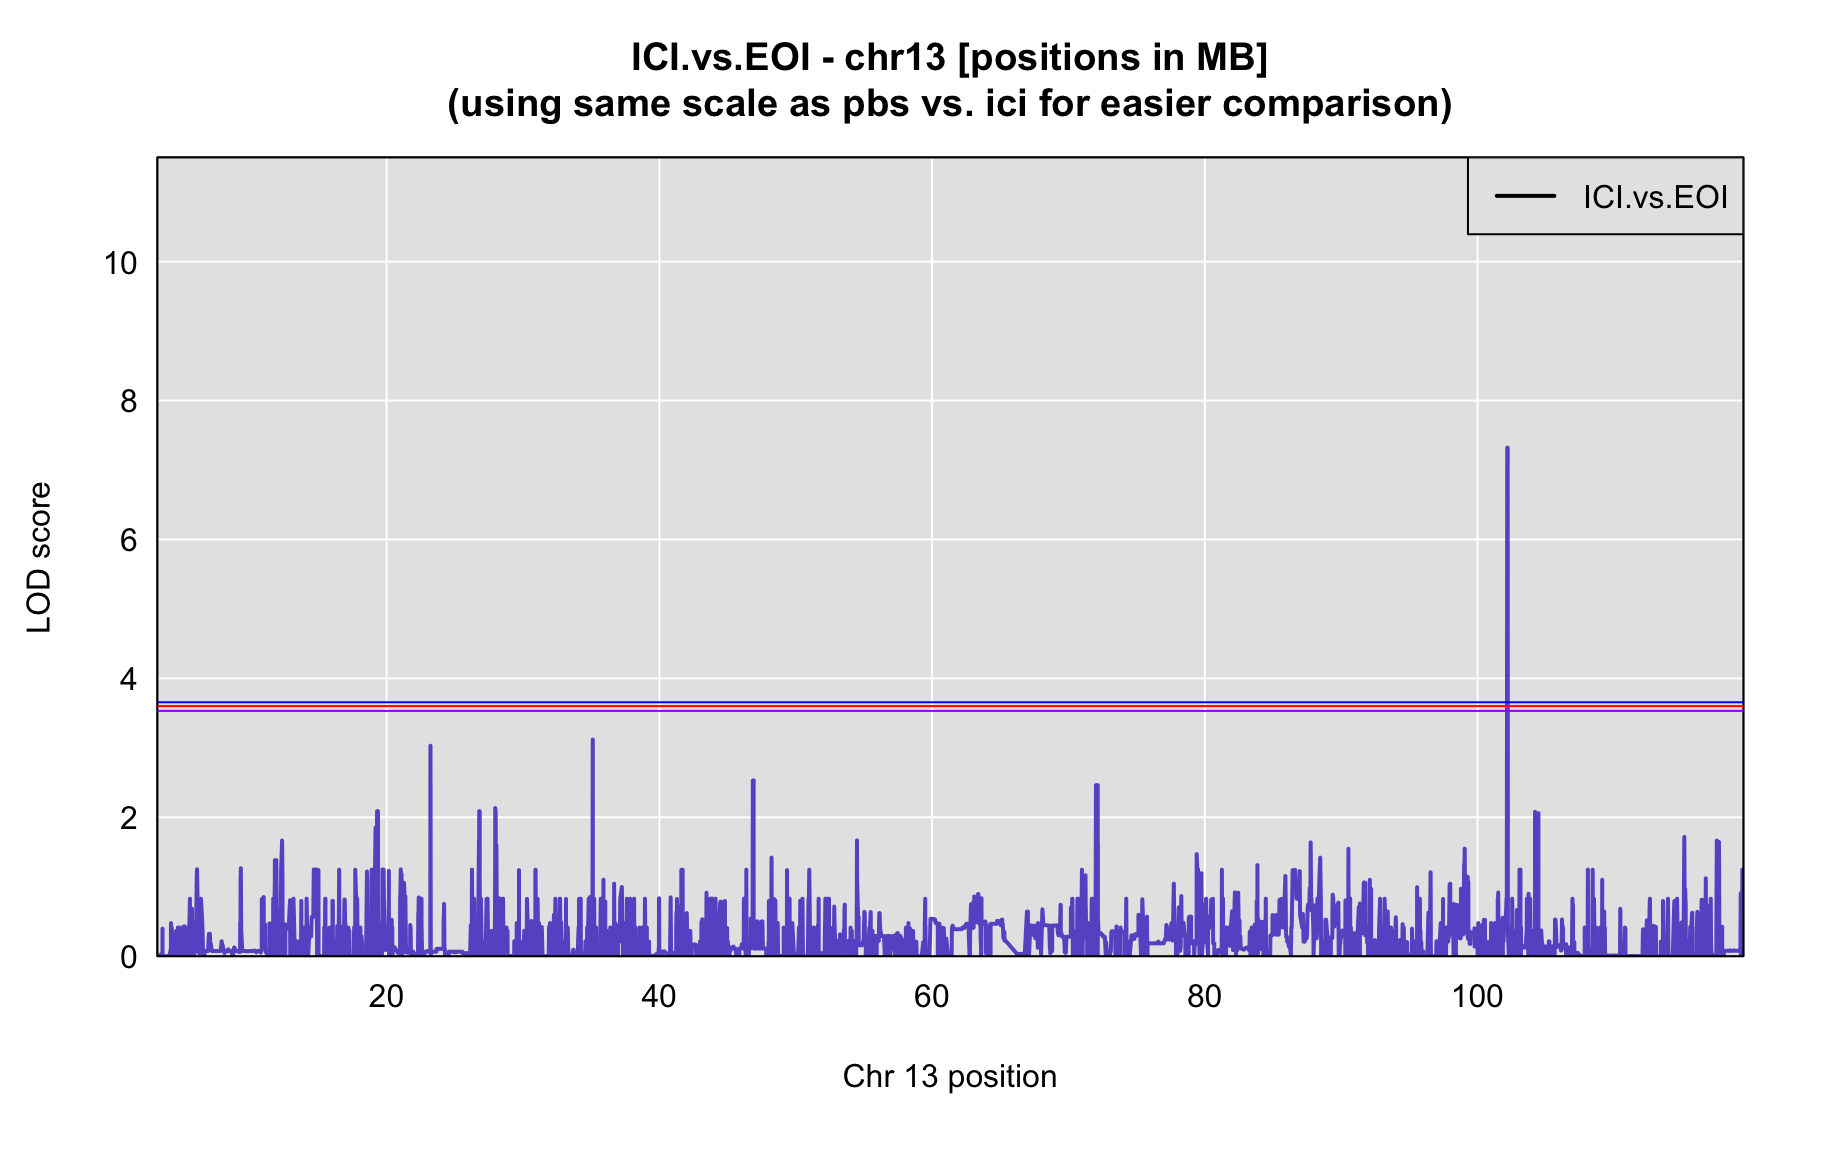 ICI.vs.EOI - chr13 [positions in MB]
(using same scale as pbs vs. ici for easier comparison)
ICI.vs.EOI
10
8
6
4
2
0
LOD score
20 40 60 80 100
Chr 13 position